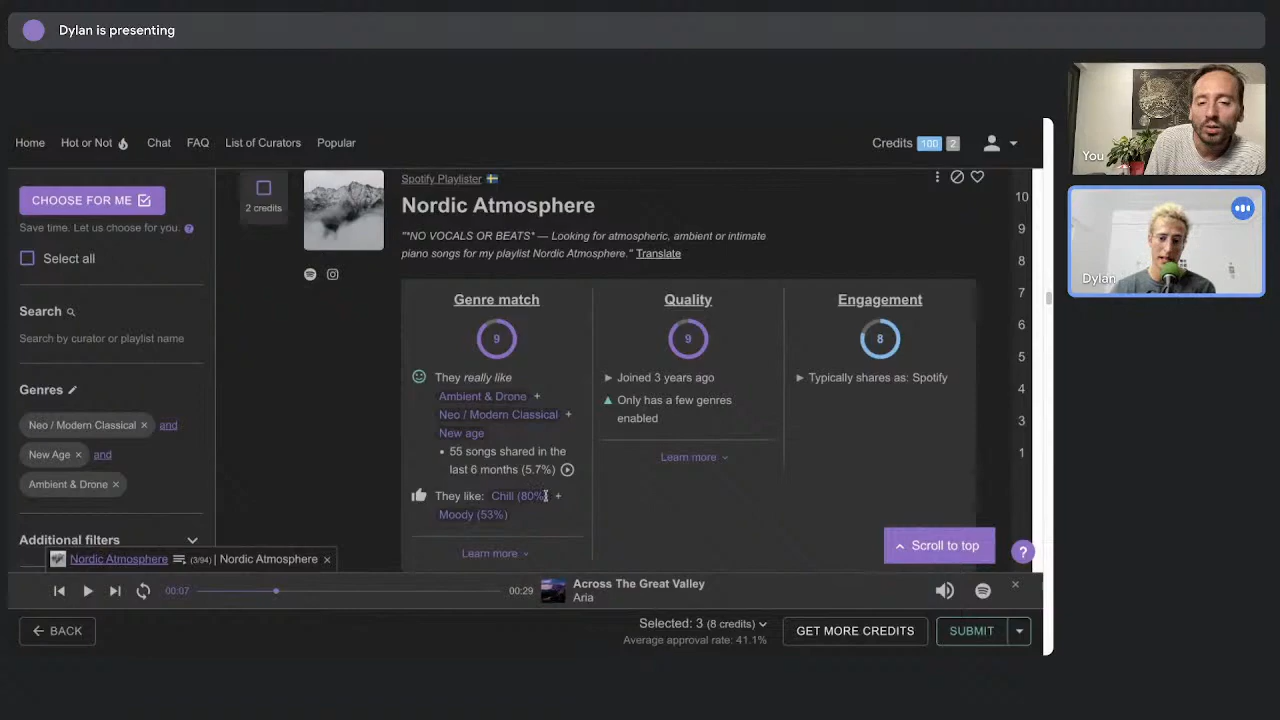 Dylan is presenting
You
Dylan
Home Hot or Not Chat FAQ List of Curators Popular
Credits 100 2
CHOOSE FOR ME
Save time. Let us choose for you. ?
Select all
Search
Search by curator or playlist name
Genres
Neo / Modern Classical × and
New Age × and
Ambient & Drone ×
Additional filters
2 credits
Spotify Playlister
Nordic Atmosphere
"*NO VOCALS OR BEATS* — Looking for atmospheric, ambient or intimate
piano songs for my playlist Nordic Atmosphere." Translate
Genre match
9
They really like
Ambient & Drone +
Neo / Modern Classical +
New age
• 55 songs shared in the
last 6 months (5.7%)
They like: Chill (80%) +
Moody (53%)
Learn more
Quality
9
Joined 3 years ago
Only has a few genres
enabled
Learn more
Engagement
8
Typically shares as: Spotify
10
9
8
7
6
5
4
3
2
1
Scroll to top
?
Nordic Atmosphere (3/94) | Nordic Atmosphere ×
00:07
00:29
Across The Great Valley
Aria
BACK
Selected: 3 (8 credits)
Average approval rate: 41.1%
GET MORE CREDITS
SUBMIT